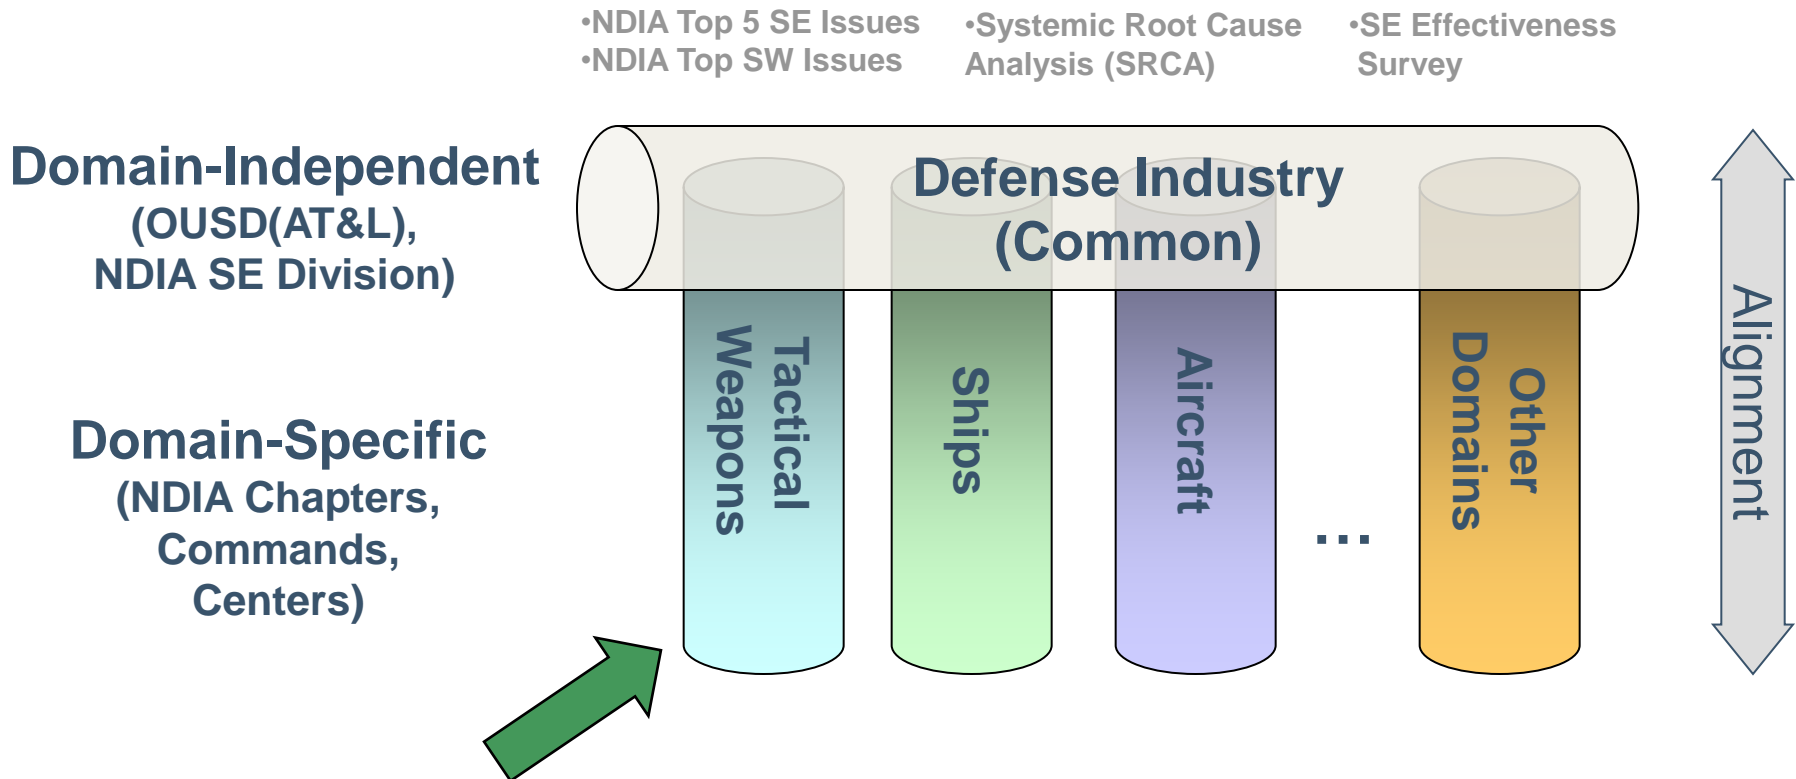 •NDIA Top 5 SE Issues
•NDIA Top SW Issues
•Systemic Root Cause
Analysis (SRCA)
•SE Effectiveness
Survey
Domain-Independent
(OUSD(AT&L),
NDIA SE Division)
Defense Industry
(Common)
Domain-Specific
(NDIA Chapters,
Commands,
Centers)
Tactical
Weapons
Ships
Aircraft
...
Other
Domains
Alignment